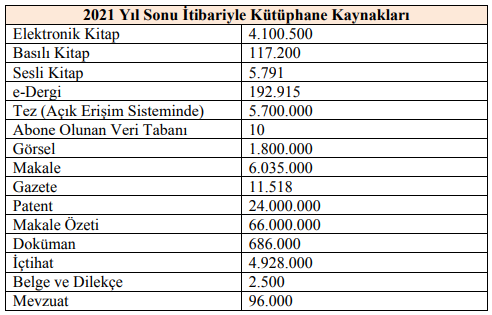 2021 Yıl Sonu İtibariyle Kütüphane Kaynakları
Elektronik Kitap 4.100.500
Basılı Kitap 117.200
Sesli Kitap 5.791
e-Dergi 192.915
Tez (Açık Erişim Sisteminde) 5.700.000
Abone Olunan Veri Tabanı 10
Görsel 1.800.000
Makale 6.035.000
Gazete 11.518
Patent 24.000.000
Makale Özeti 66.000.000
Doküman 686.000
İçtihat 4.928.000
Belge ve Dilekçe 2.500
Mevzuat 96.000